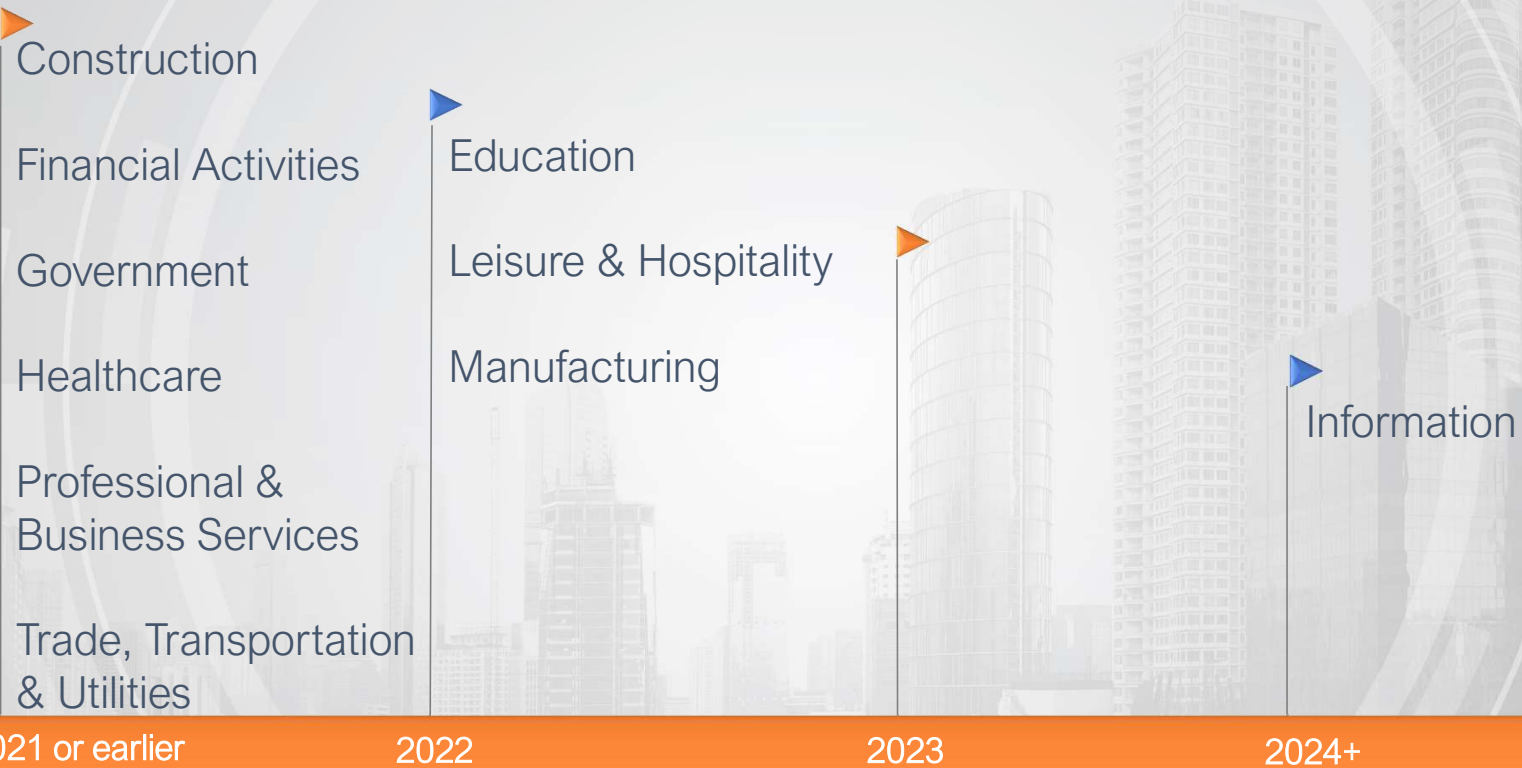 Construction
Financial Activities
Government
Healthcare
Professional &
Business Services
Trade, Transportation
& Utilities
Education
Leisure & Hospitality
Manufacturing
Information
021 or earlier
2022
2023
2024+